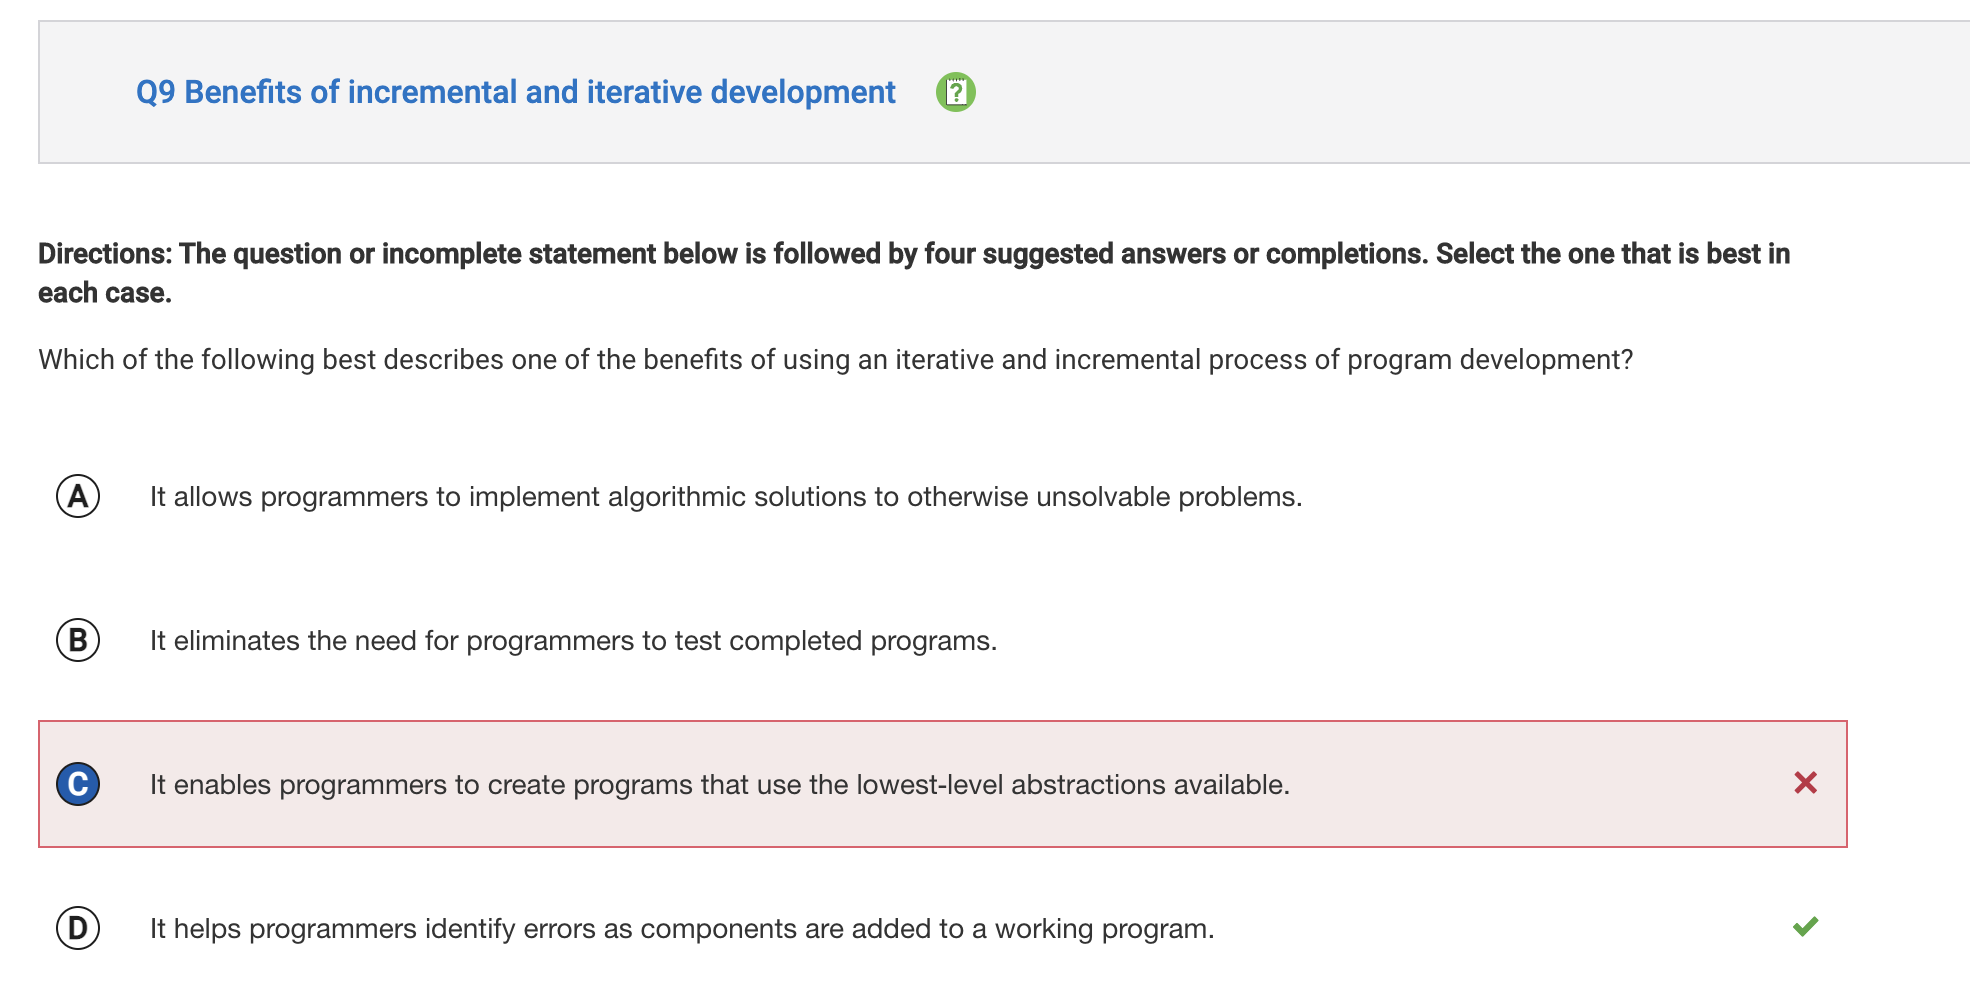 Q9 Benefits of incremental and iterative development ?
Directions: The question or incomplete statement below is followed by four suggested answers or completions. Select the one that is best in
each case.
Which of the following best describes one of the benefits of using an iterative and incremental process of program development?
A It allows programmers to implement algorithmic solutions to otherwise unsolvable problems.
B It eliminates the need for programmers to test completed programs.
C It enables programmers to create programs that use the lowest-level abstractions available.
D It helps programmers identify errors as components are added to a working program.